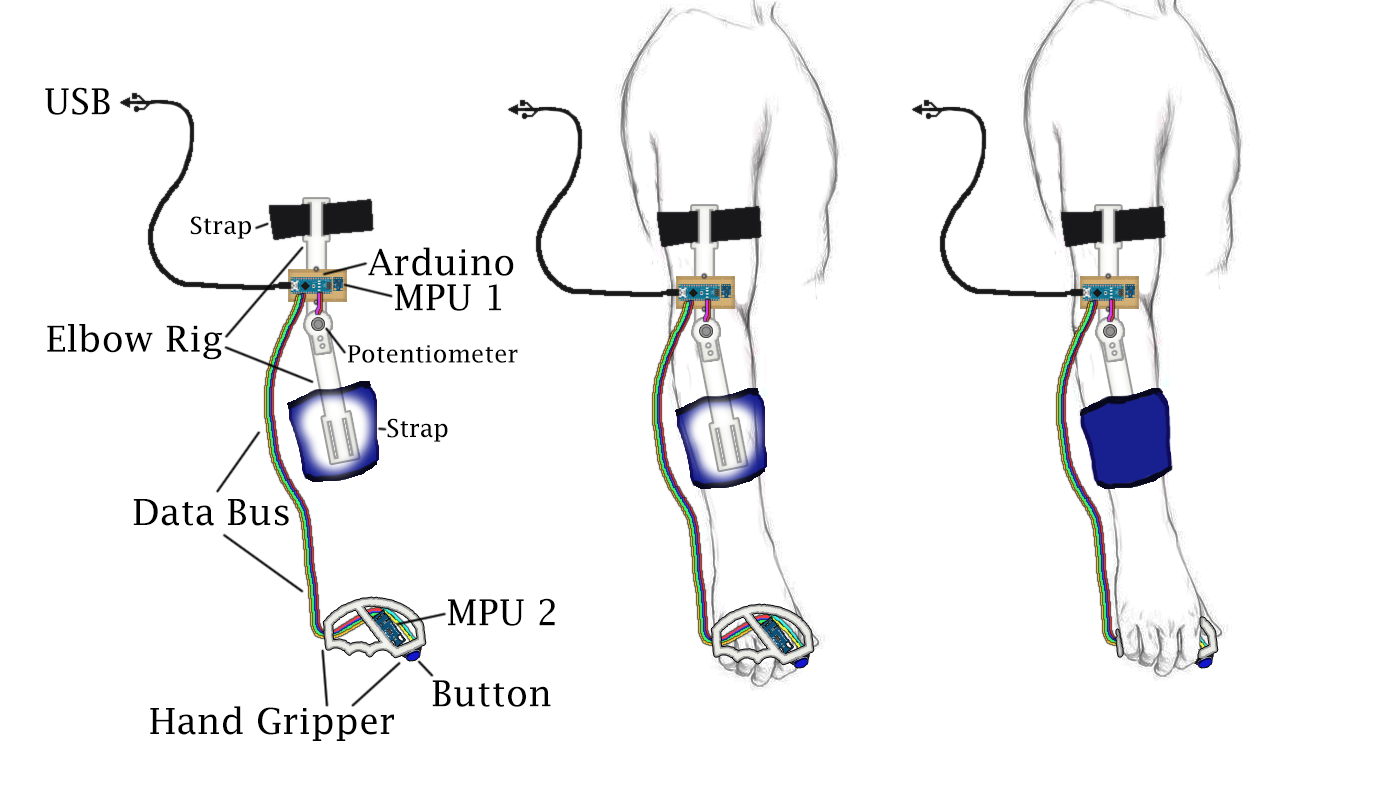 USB
Strap
Arduino
MPU 1
Elbow Rig
Potentiometer
Strap
Data Bus
MPU 2
Button
Hand Gripper